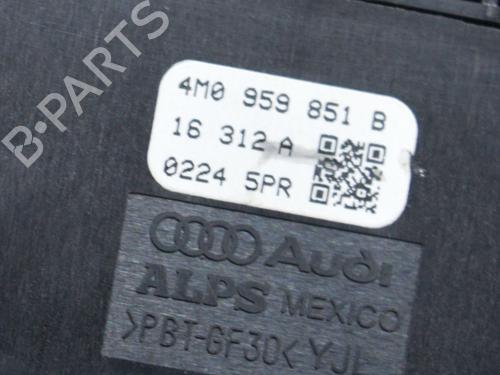 B-PARTS
4M0 959 851 B
16 312 A
0224 5PR
Audi
ALPS MEXICO
>PBT-GF30< YJL